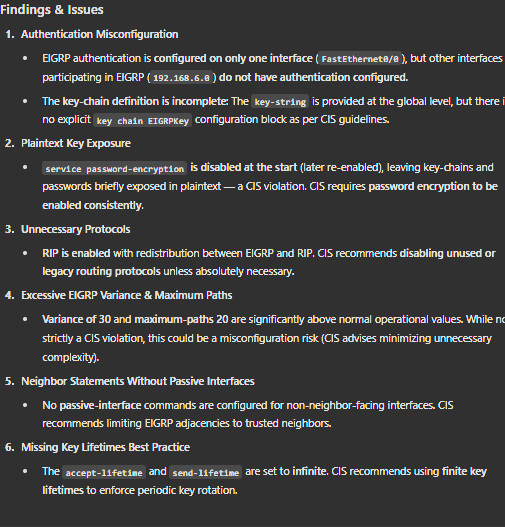 Findings & Issues
1. Authentication Misconfiguration
• EIGRP authentication is configured on only one interface ( FastEthernet0/0 ), but other interfaces
participating in EIGRP ( 192.168.6.0 ) do not have authentication configured.
• The key-chain definition is incomplete: The key-string is provided at the global level, but there i
no explicit key chain EIGRPKey configuration block as per CIS guidelines.
2. Plaintext Key Exposure
• service password-encryption is disabled at the start (later re-enabled), leaving key-chains and
passwords briefly exposed in plaintext — a CIS violation. CIS requires password encryption to be
enabled consistently.
3. Unnecessary Protocols
• RIP is enabled with redistribution between EIGRP and RIP. CIS recommends disabling unused or
legacy routing protocols unless absolutely necessary.
4. Excessive EIGRP Variance & Maximum Paths
• Variance of 30 and maximum-paths 20 are significantly above normal operational values. While no
strictly a CIS violation, this could be a misconfiguration risk (CIS advises minimizing unnecessary
complexity).
5. Neighbor Statements Without Passive Interfaces
• No passive-interface commands are configured for non-neighbor-facing interfaces. CIS
recommends limiting EIGRP adjacencies to trusted neighbors.
6. Missing Key Lifetimes Best Practice
• The accept-lifetime and send-lifetime are set to infinite. CIS recommends using finite key
lifetimes to enforce periodic key rotation.